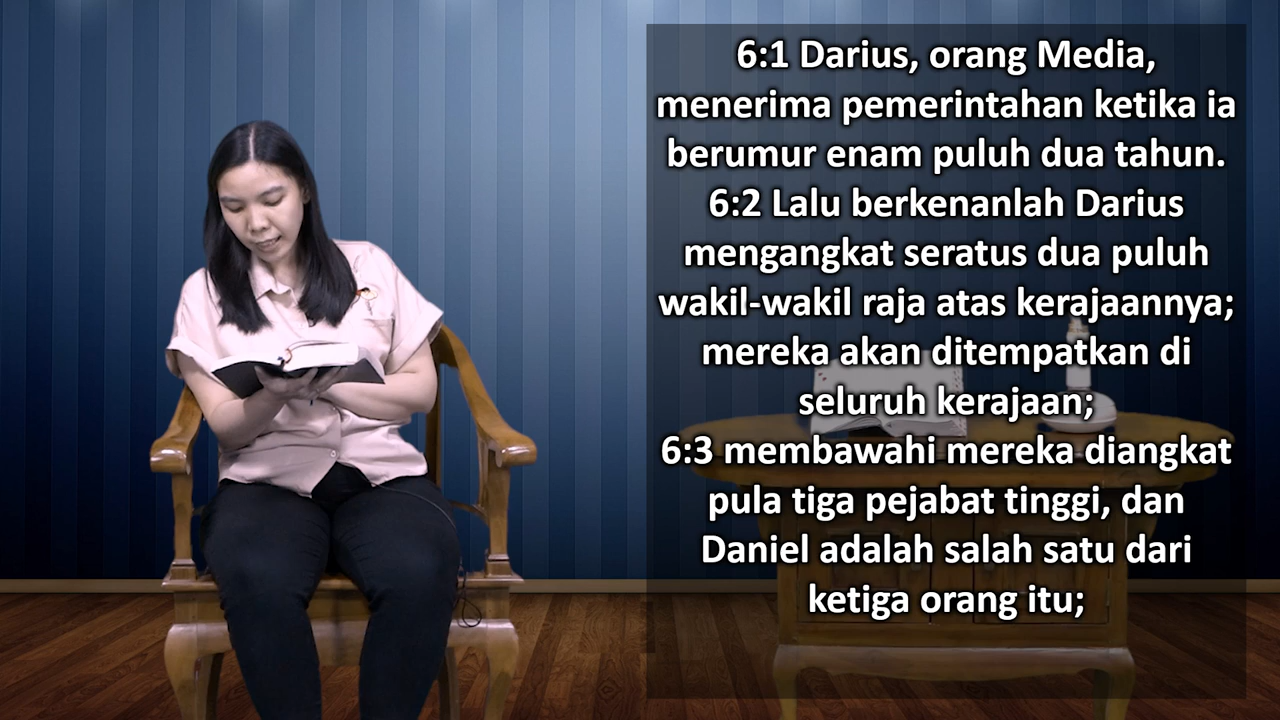 6:1 Darius, orang Media,
menerima pemerintahan ketika ia
berumur enam puluh dua tahun.
6:2 Lalu berkenanlah Darius
mengangkat seratus dua puluh
wakil-wakil raja atas kerajaannya;
mereka akan ditempatkan di
seluruh kerajaan;
6:3 membawahi mereka diangkat
pula tiga pejabat tinggi, dan
Daniel adalah salah satu dari
ketiga orang itu;